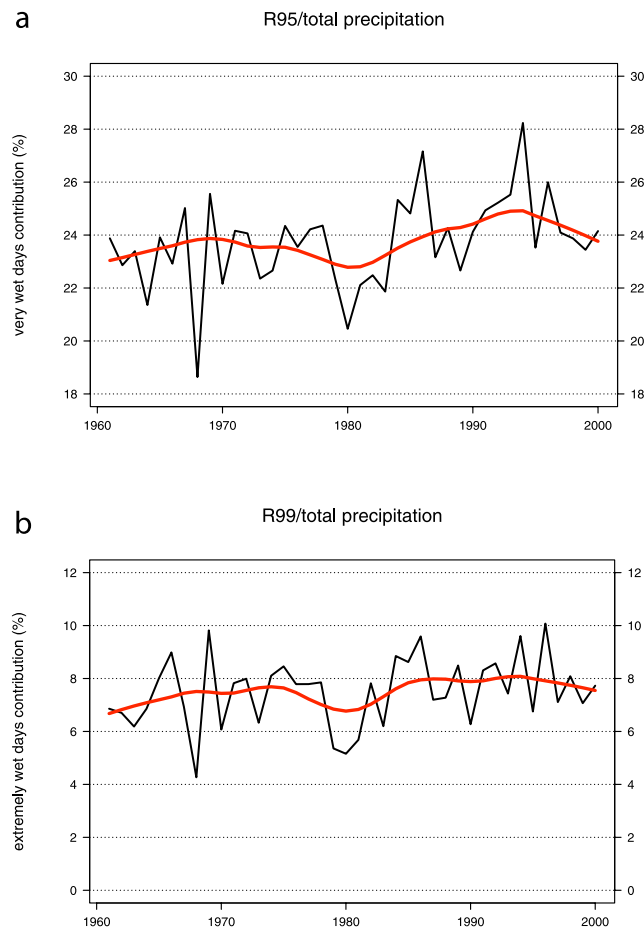 a
R95/total precipitation
very wet days contribution (%)
30 30
28 28
26 26
24 24
22 22
20 20
18 18
1960 1970 1980 1990 2000
b
R99/total precipitation
extremely wet days contribution (%)
12 12
10 10
8 8
6 6
4 4
2 2
0 0
1960 1970 1980 1990 2000